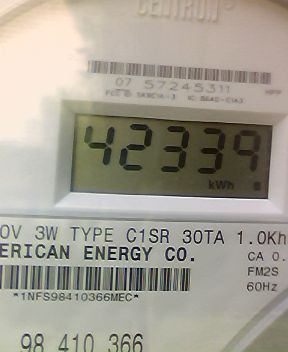 CENTRON
07 57245311
42339
kWh
0V 3W TYPE C1SR 30TA 1.0Kh
ERICAN ENERGY CO.
CA 0.
FM2S
60Hz
*1NFS98410366MEC*
98 410 366